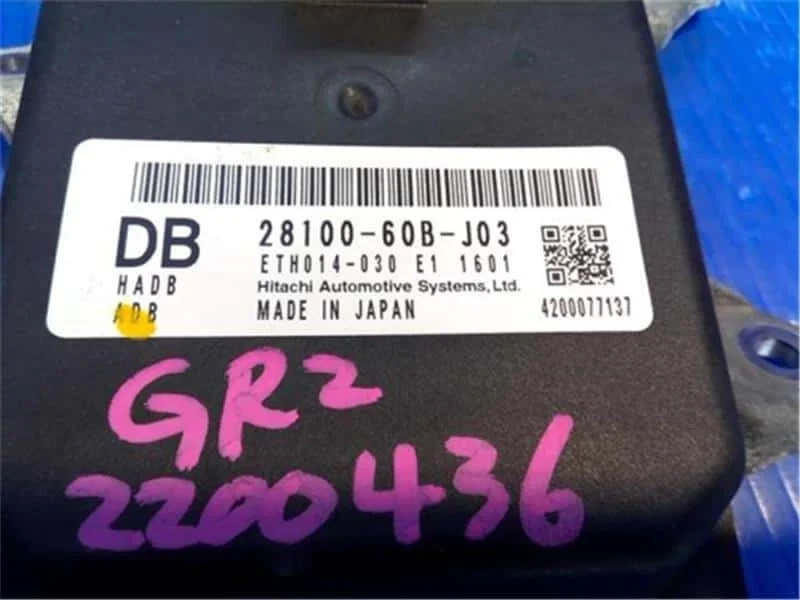 DB
28100-60B-J03
HADB
ETH014-030 E1 1601
ADB
Hitachi Automotive Systems,Ltd.
MADE IN JAPAN
4200077137
GR2
2200436